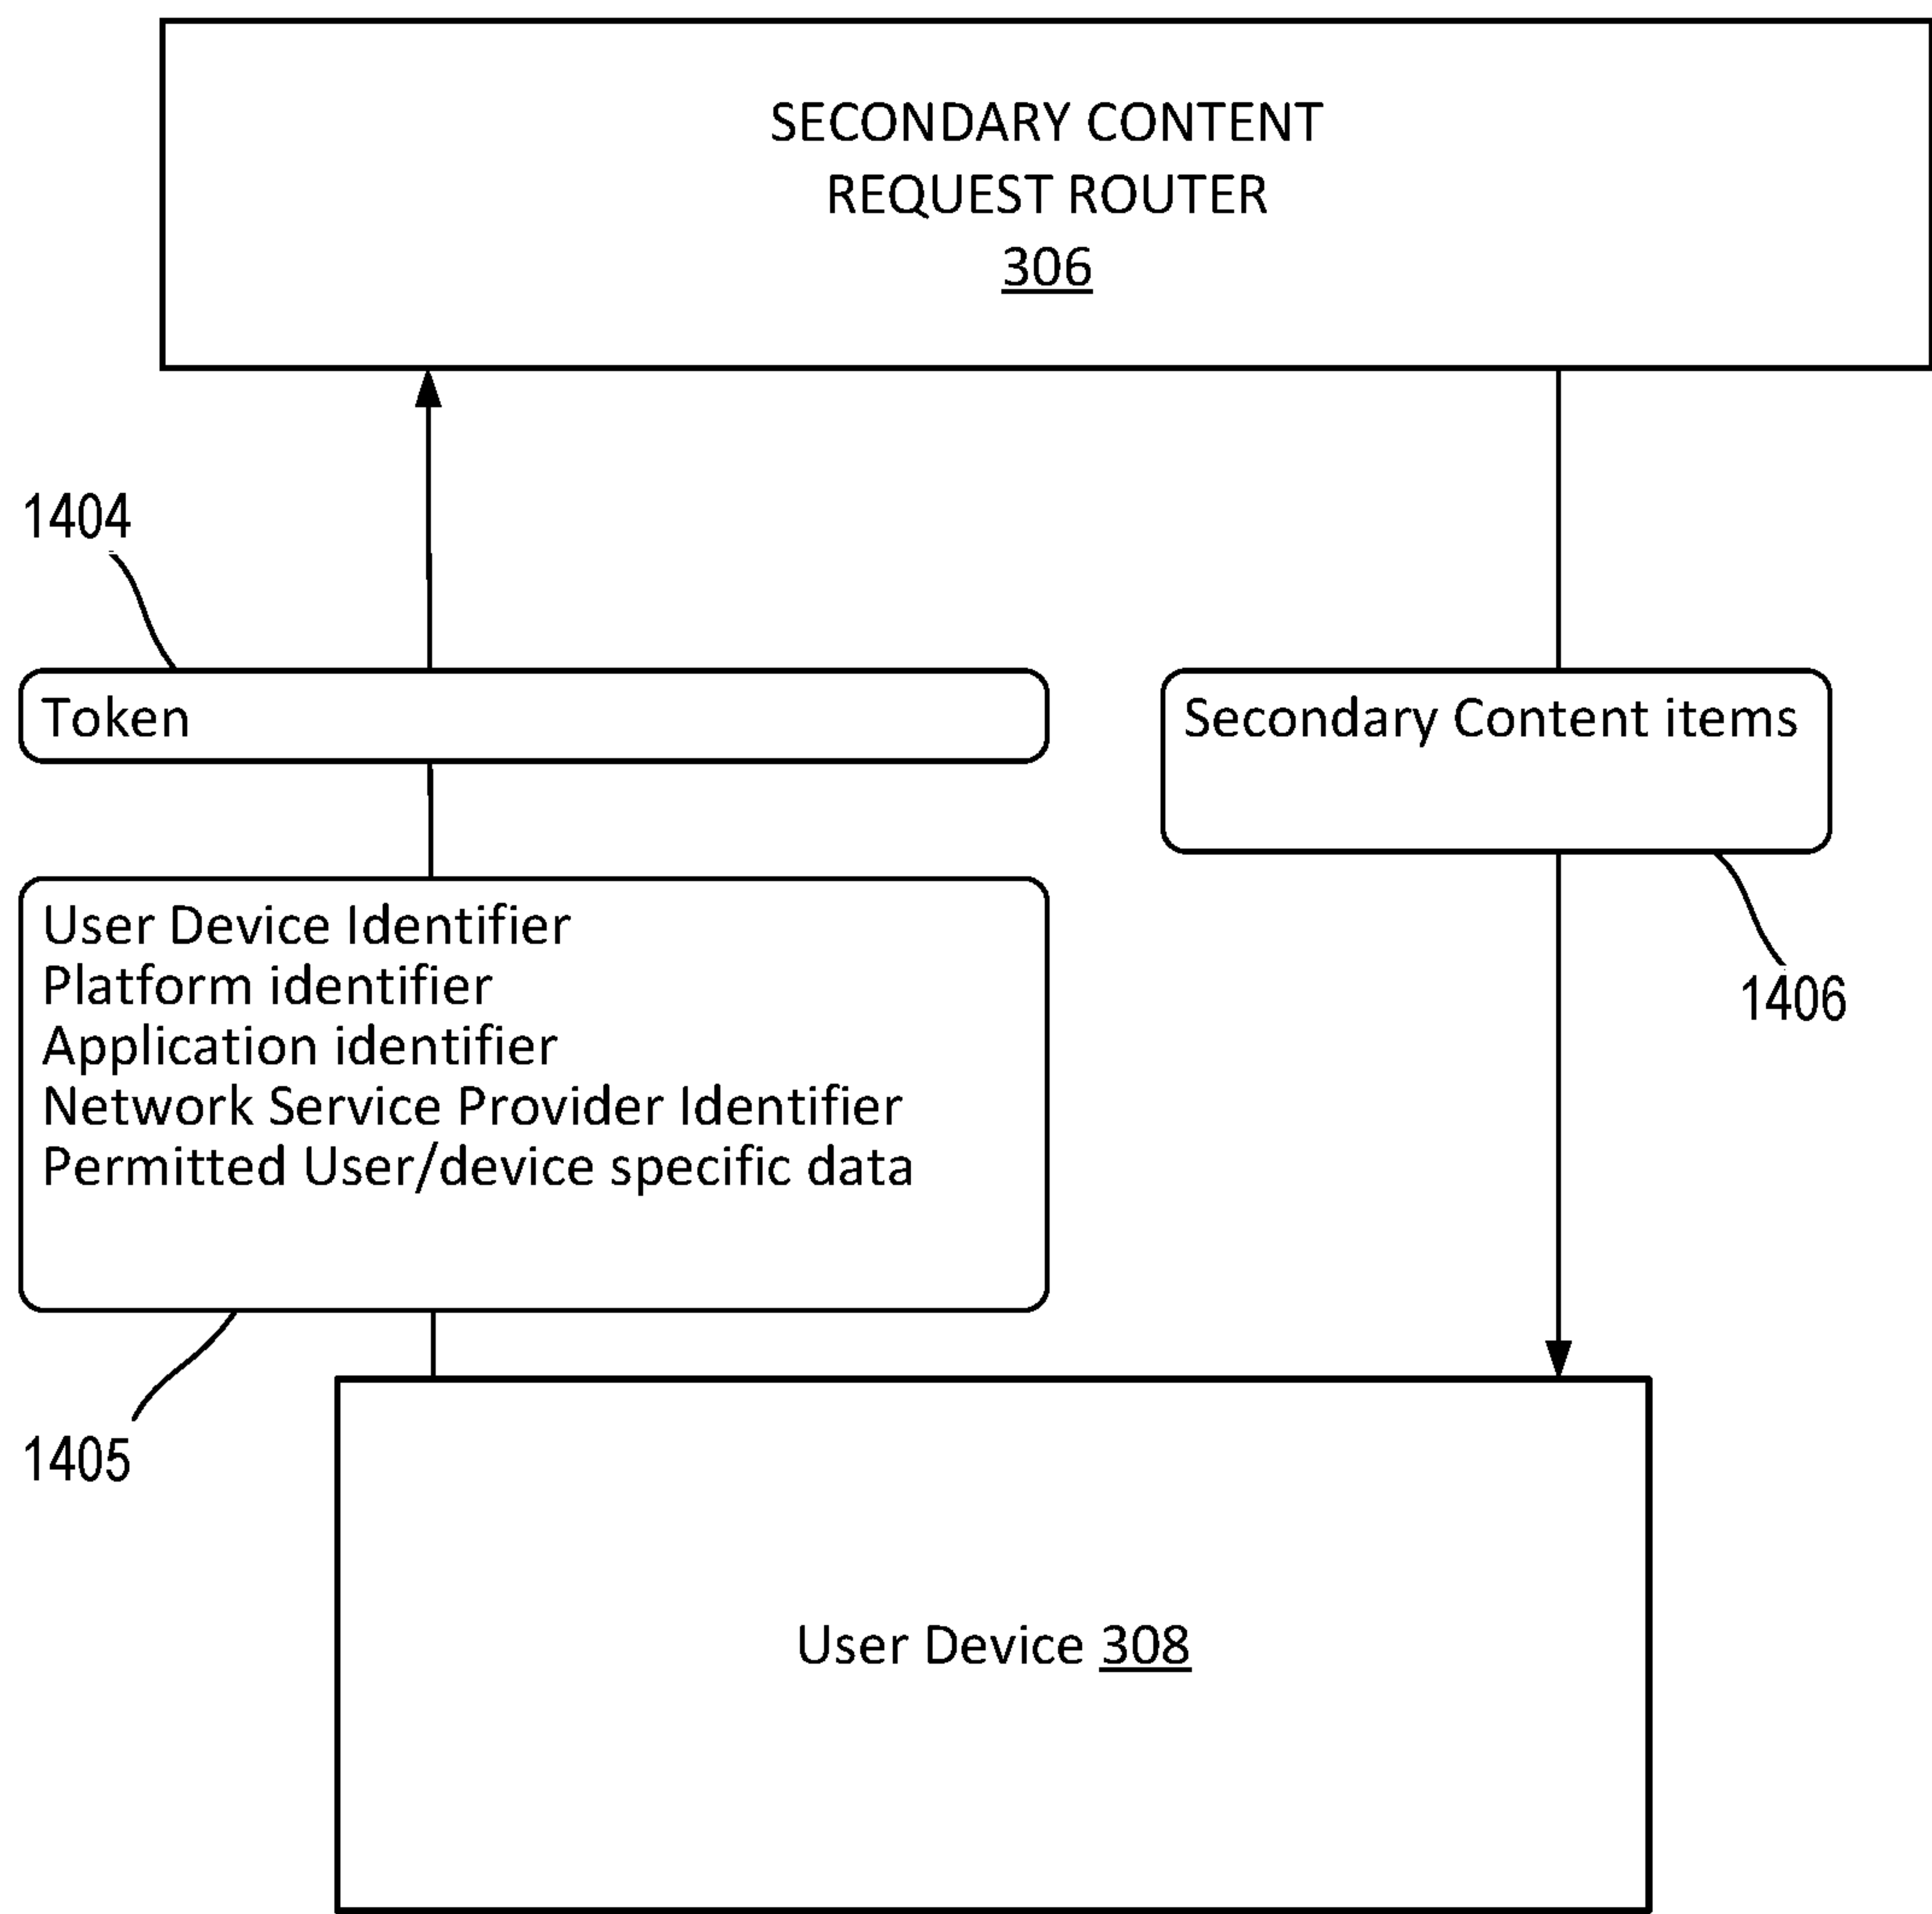 SECONDARY CONTENT
REQUEST ROUTER
306
1404
Token
Secondary Content items
User Device Identifier
Platform identifier
Application identifier
Network Service Provider Identifier
Permitted User/device specific data
1406
1405
User Device 308